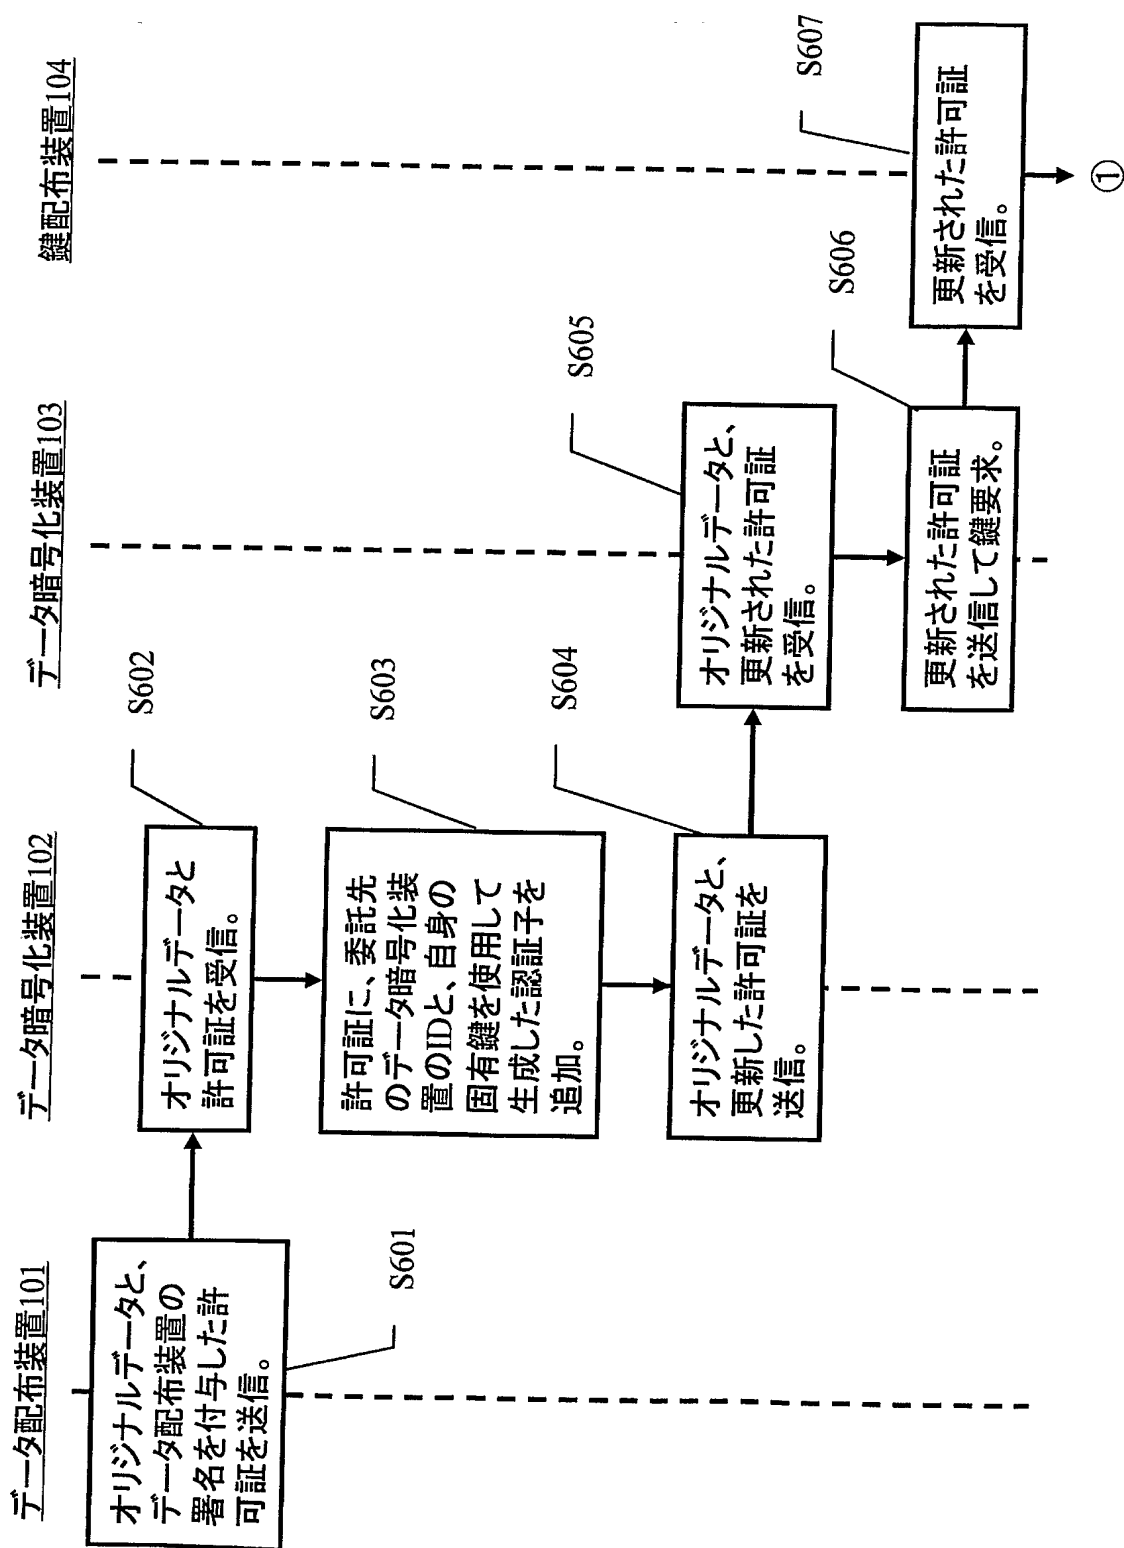 データ配布装置101
データ暗号化装置102
データ暗号化装置103
鍵配布装置104
オリジナルデータと、
データ配布装置の
署名を付与した許
可証を送信。
S601
オリジナルデータと
許可証を受信。
S602
許可証に、委託先
のデータ暗号化装
置のIDと、自身の
固有鍵を使用して
生成した認証子を
追加。
S603
オリジナルデータと、
更新した許可証を
送信。
S604
オリジナルデータと、
更新された許可証
を受信。
S605
更新された許可証
を送信して鍵要求。
S606
更新された許可証
を受信。
S607
①